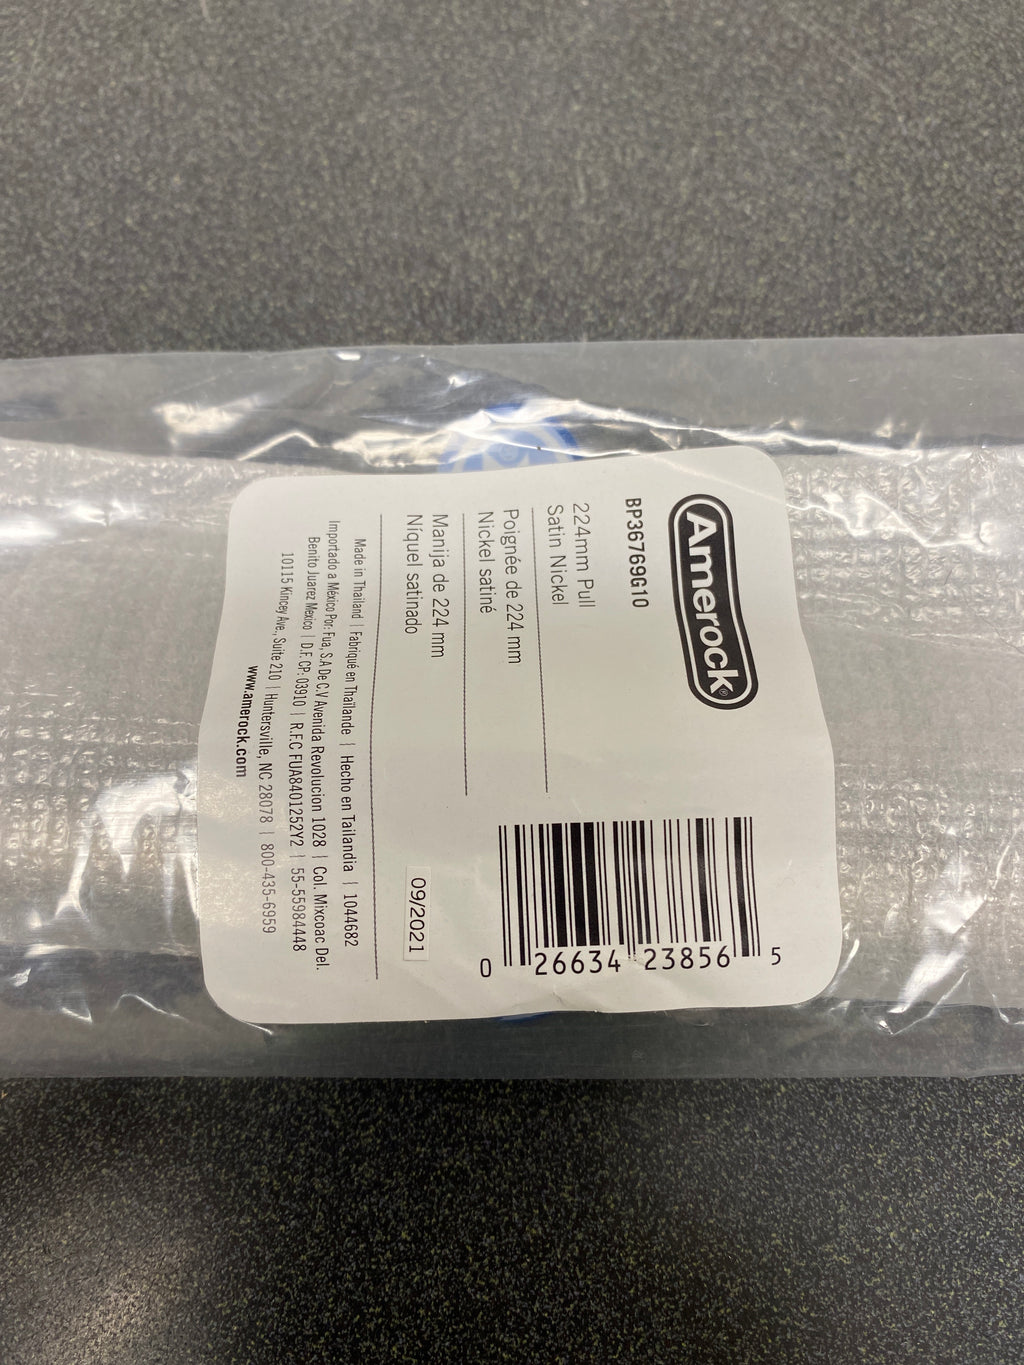 Amerock®
BP36769G10
224mm Pull
Satin Nickel
Poignée de 224 mm
Nickel satiné
Manija de 224 mm
Níquel satinado
0 26634 23856 5
09/2021
Made in Thailand | Fabriqué en Thaïlande | Hecho en Tailandia | 1044682
Importado a México Por: Fua, S.A De C.V Avenida Revolucion 1028 | Col. Mixcoac Del.
Benito Juarez Mexico | D.F. CP: 03910 | R.F.C FUA8401252Y2 | 55-55984448
10115 Kincey Ave., Suite 210 | Huntersville, NC 28078 | 800-435-6959
www.amerock.com